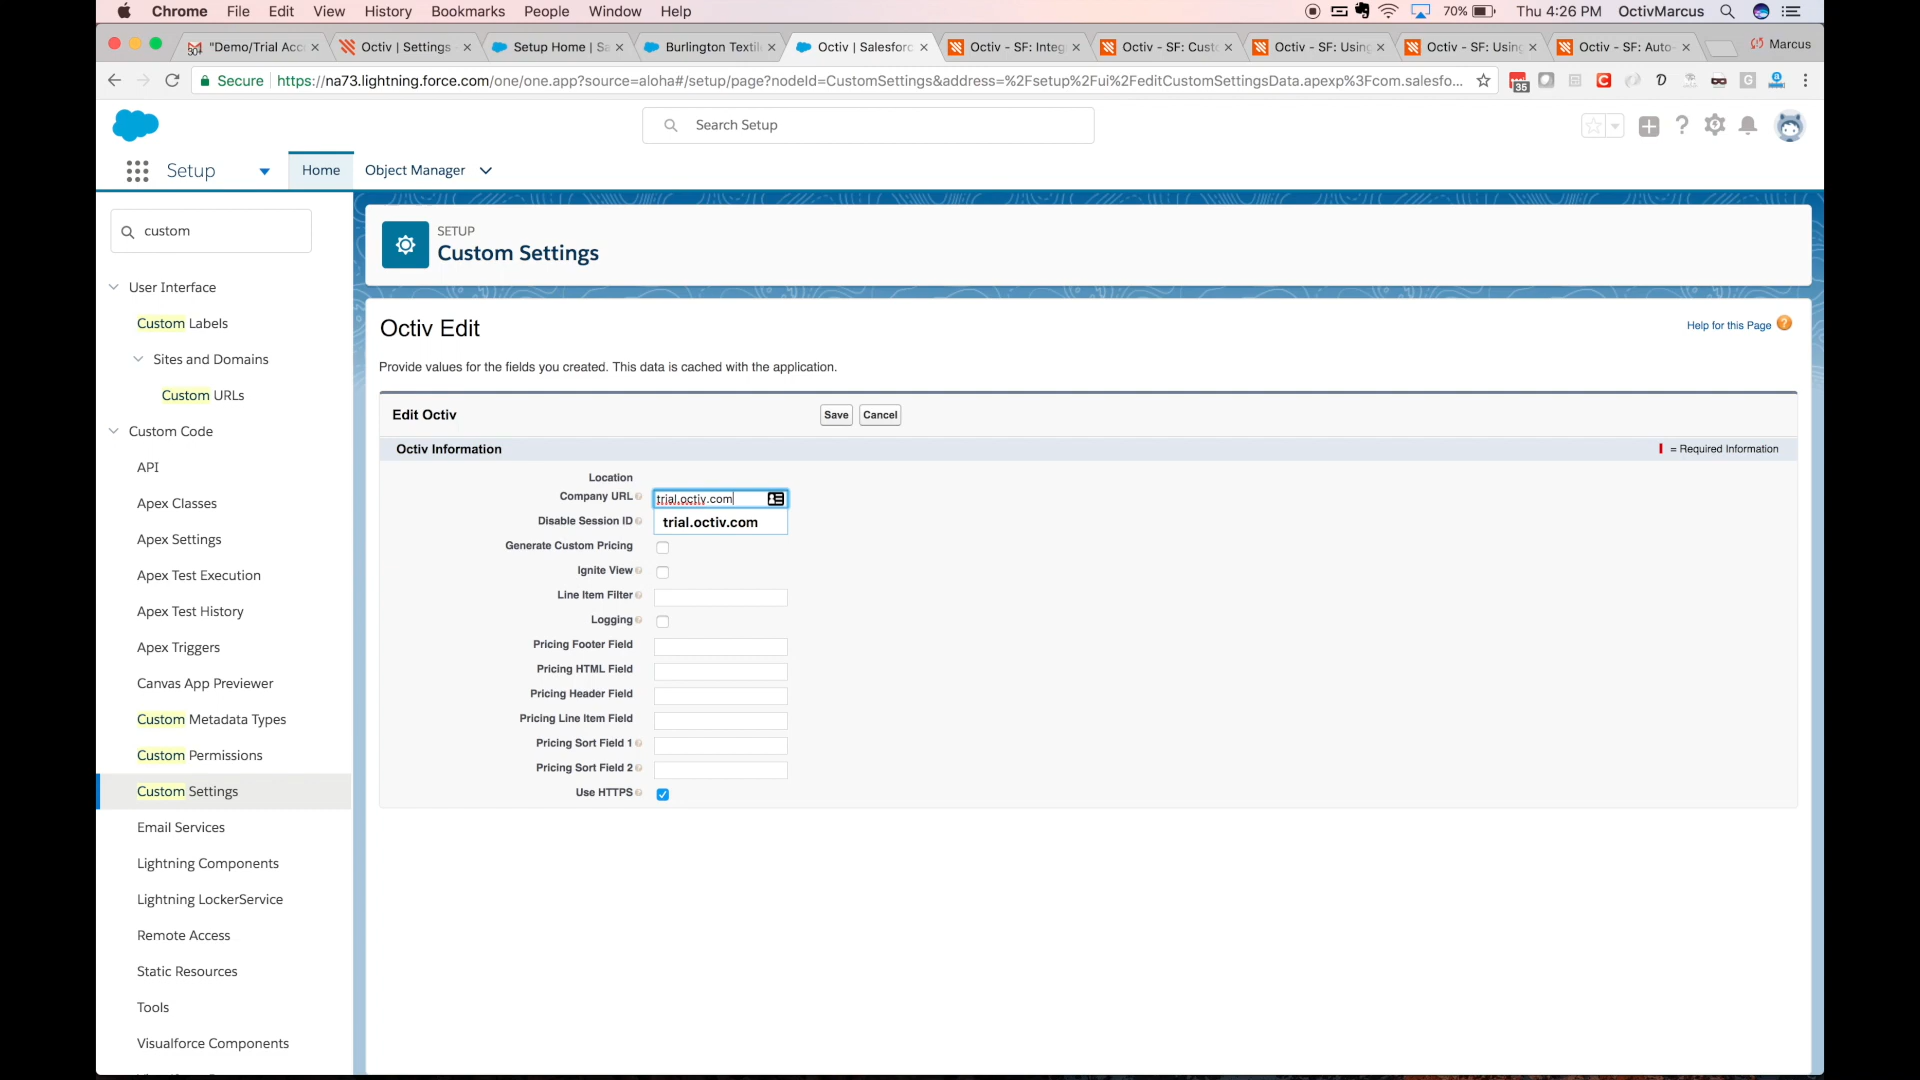 Chrome File Edit View History Bookmarks People Window Help 70% Thu 4:26 PM OctivMarcus
"Demo/Trial Acc Octiv | Settings Setup Home | Sa Burlington Textile Octiv | Salesforc Octiv - SF: Integ Octiv - SF: Cust Octiv - SF: Using Octiv - SF: Using Octiv - SF: Auto- Marcus
Secure https://na73.lightning.force.com/one/one.app?source=aloha#/setup/page?nodeId=CustomSettings&address=%2Fsetup%2Fui%2FeditCustomSettingsData.apexp%3Fcom.salesfo... 35
Search Setup
Setup Home Object Manager
custom
User Interface
Custom Labels
Sites and Domains
Custom URLs
Custom Code
API
Apex Classes
Apex Settings
Apex Test Execution
Apex Test History
Apex Triggers
Canvas App Previewer
Custom Metadata Types
Custom Permissions
Custom Settings
Email Services
Lightning Components
Lightning LockerService
Remote Access
Static Resources
Tools
Visualforce Components
SETUP
Custom Settings
Octiv Edit
Help for this Page
Provide values for the fields you created. This data is cached with the application.
Edit Octiv Save Cancel
Octiv Information = Required Information
Location
Company URL trial.octiv.com
Disable Session ID trial.octiv.com
Generate Custom Pricing
Ignite View
Line Item Filter
Logging
Pricing Footer Field
Pricing HTML Field
Pricing Header Field
Pricing Line Item Field
Pricing Sort Field 1
Pricing Sort Field 2
Use HTTPS